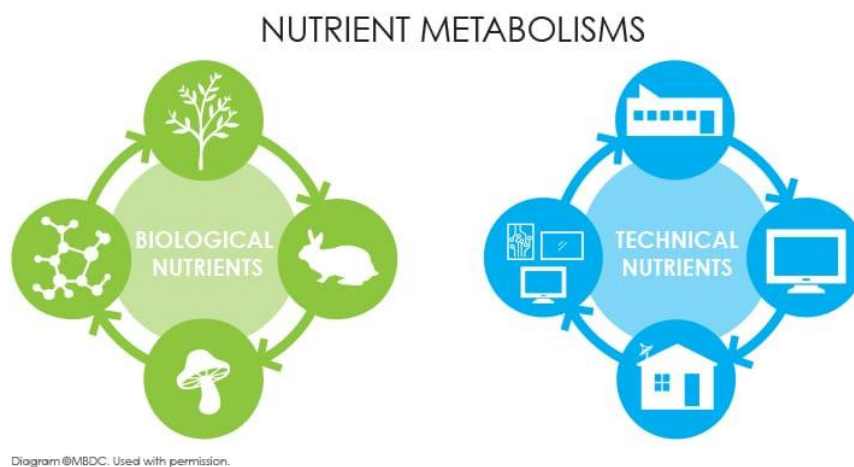 NUTRIENT METABOLISMS
BIOLOGICAL
NUTRIENTS
TECHNICAL
NUTRIENTS
Diagram ©MBDC. Used with permission.